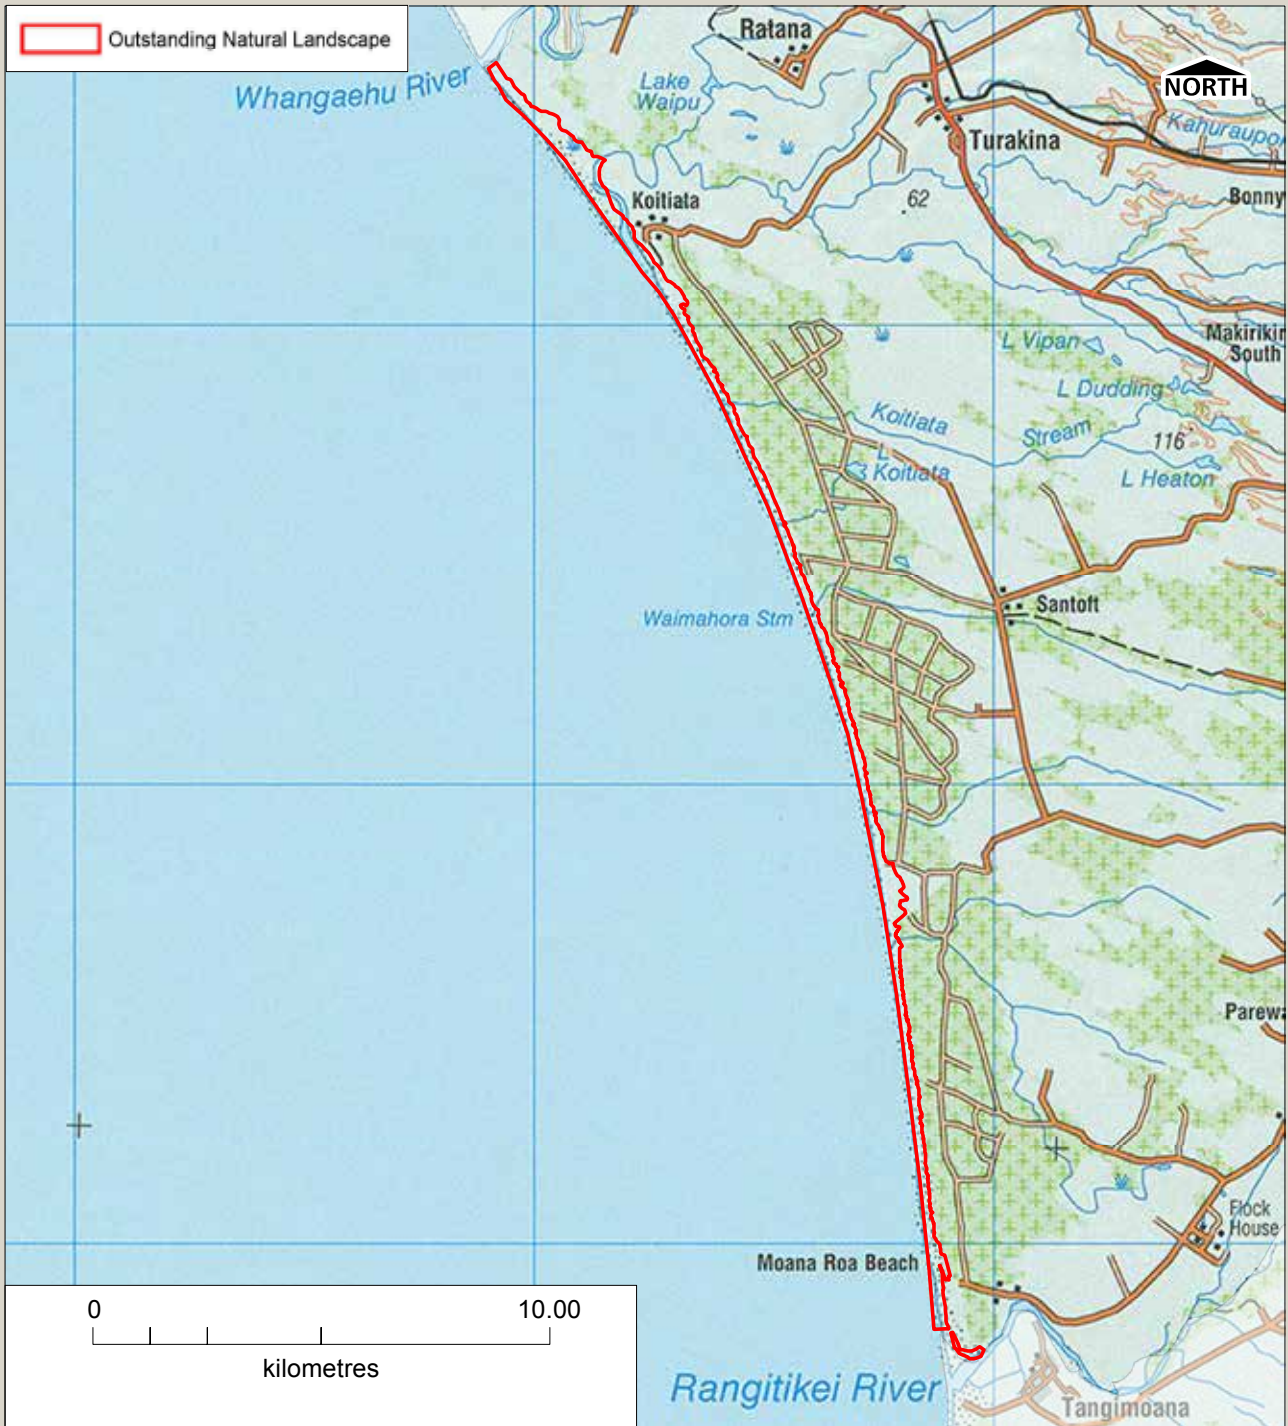 Outstanding Natural Landscape
Ratana
NORTH
Whangaehu River
Lake
Waipu
Kahuraupo
Turakina
Koitiata
62
Bonny
L Vipan
Makirikir
South
L Dudding
Koitiata
Stream
116
L
Koitiata
L Heaton
Santoft
Waimahora Stm
Parewa
Flock
House
Moana Roa Beach
0 10.00
kilometres
Rangitikei River
Tangimoana